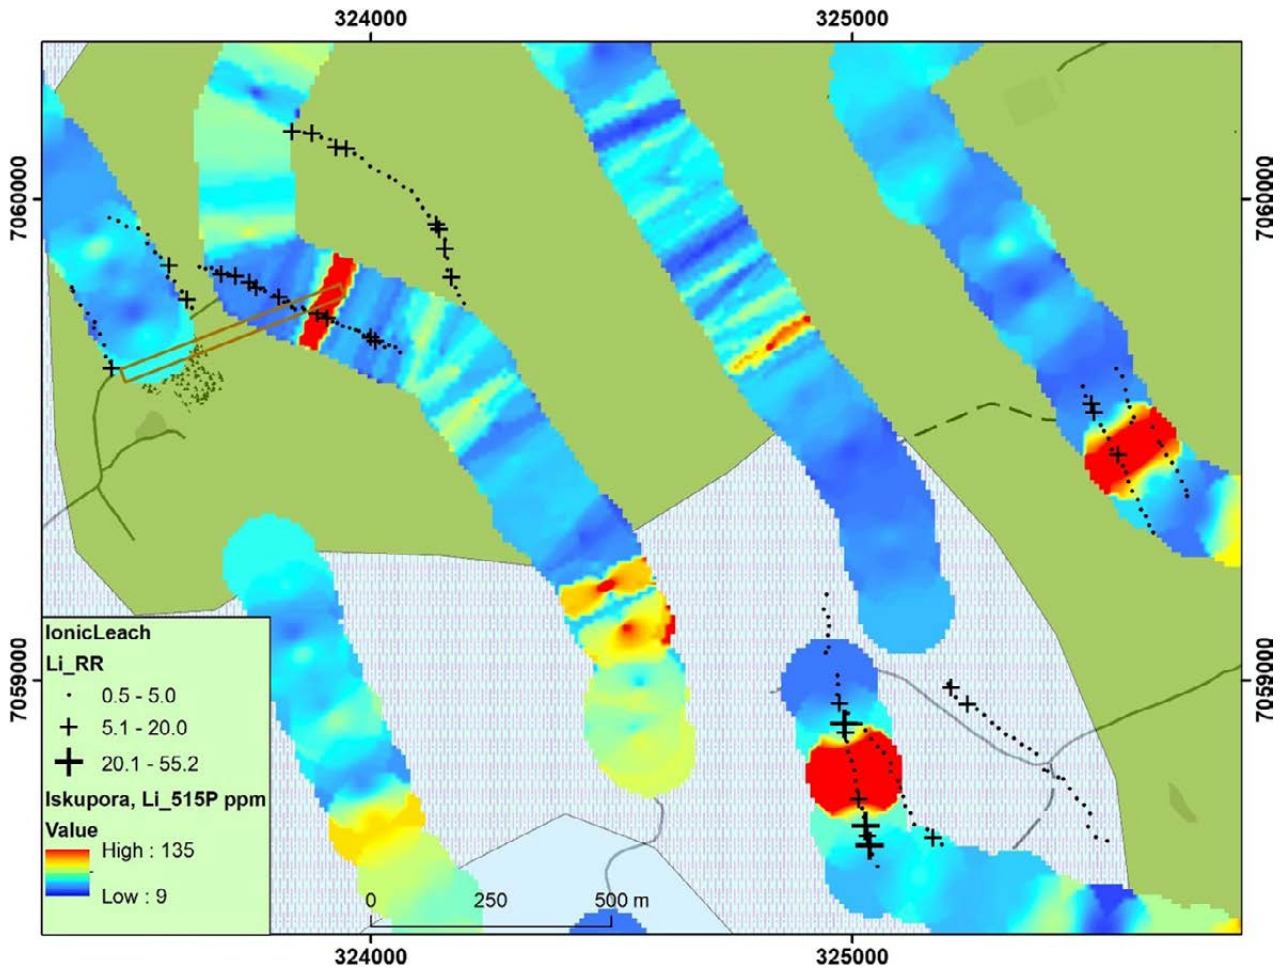 324000 325000
7060000 7060000
7059000 7059000
IonicLeach
Li_RR
0.5 - 5.0
5.1 - 20.0
20.1 - 55.2
Iskupora, Li_515P ppm
Value
High : 135
Low : 9
0 250 500 m
324000 325000